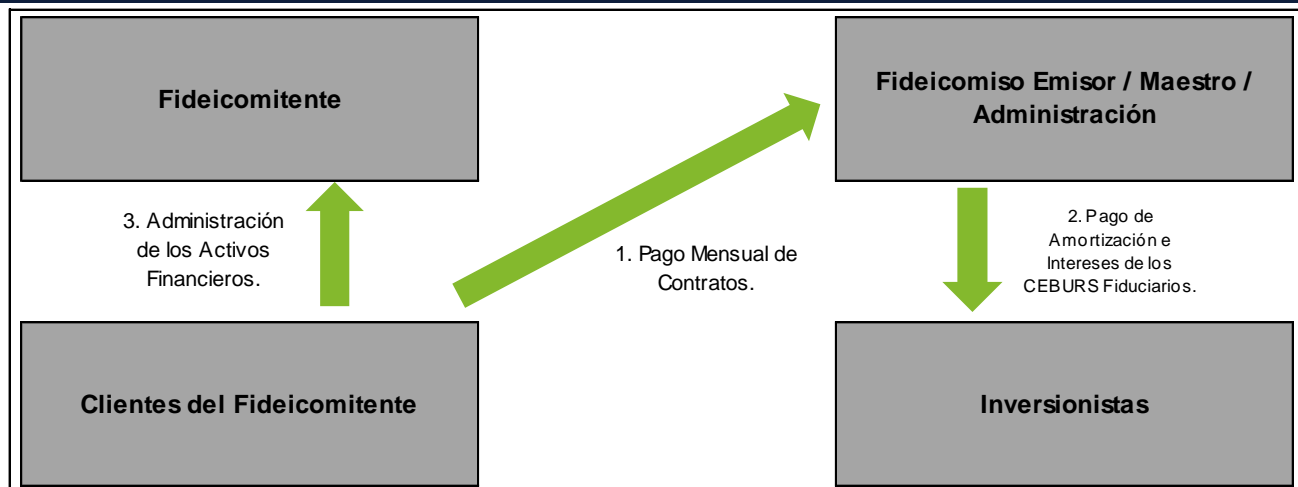 Fideicomitente
Fideicomiso Emisor / Maestro /
Administración
3. Administración
de los Activos
Financieros.
1. Pago Mensual de
Contratos.
2. Pago de
Amortización e
Intereses de los
CEBURS Fiduciarios.
Clientes del Fideicomitente
Inversionistas